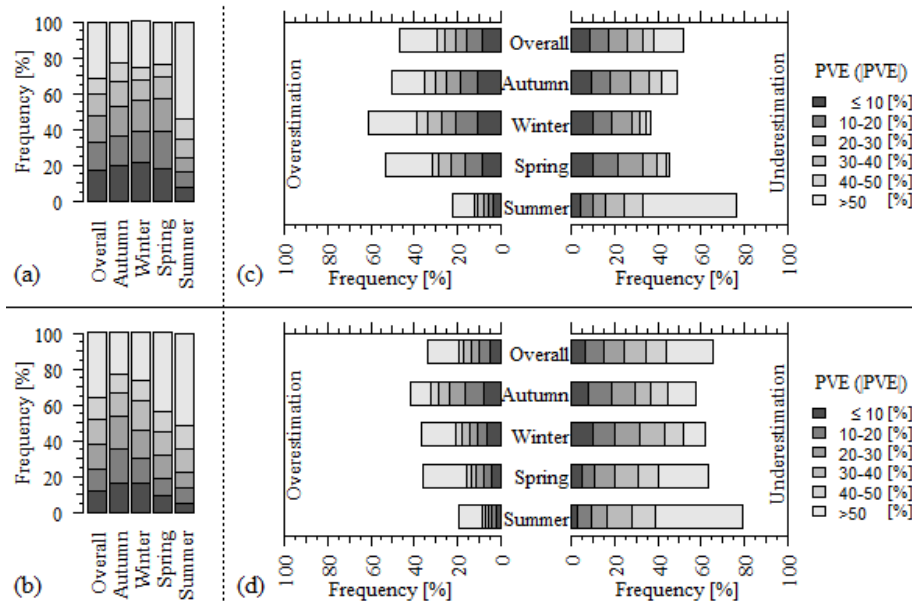 100
80
60
40
20
0
Frequency [%]
Overall
Autumn
Winter
Spring
Summer
(a)
Overestimation
Overall
Autumn
Winter
Spring
Summer
Underestimation
100 80 60 40 20 0
0 20 40 60 80 100
Frequency [%]
Frequency [%]
(c)
PVE (|PVE|)
≤ 10 [%]
10-20 [%]
20-30 [%]
30-40 [%]
40-50 [%]
>50 [%]
100
80
60
40
20
0
Frequency [%]
Overall
Autumn
Winter
Spring
Summer
(b)
Overestimation
Overall
Autumn
Winter
Spring
Summer
Underestimation
100 80 60 40 20 0
0 20 40 60 80 100
Frequency [%]
Frequency [%]
(d)
PVE (|PVE|)
≤ 10 [%]
10-20 [%]
20-30 [%]
30-40 [%]
40-50 [%]
>50 [%]